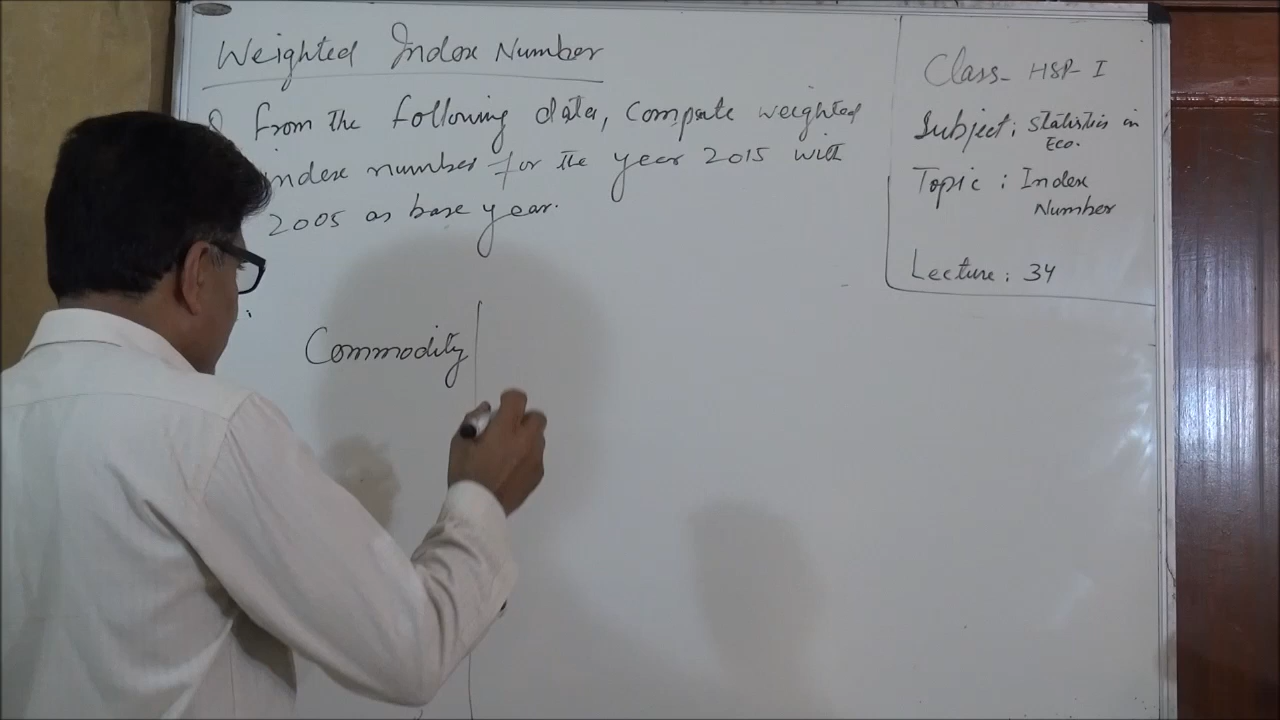 Weighted Index Number
Q From the following data, compute weighted
index number for the year 2015 with
2005 as base year.
Commodity
Class- HSP- I
Subject: Statistics in
Eco.
Topic : Index
Number
Lecture : 34